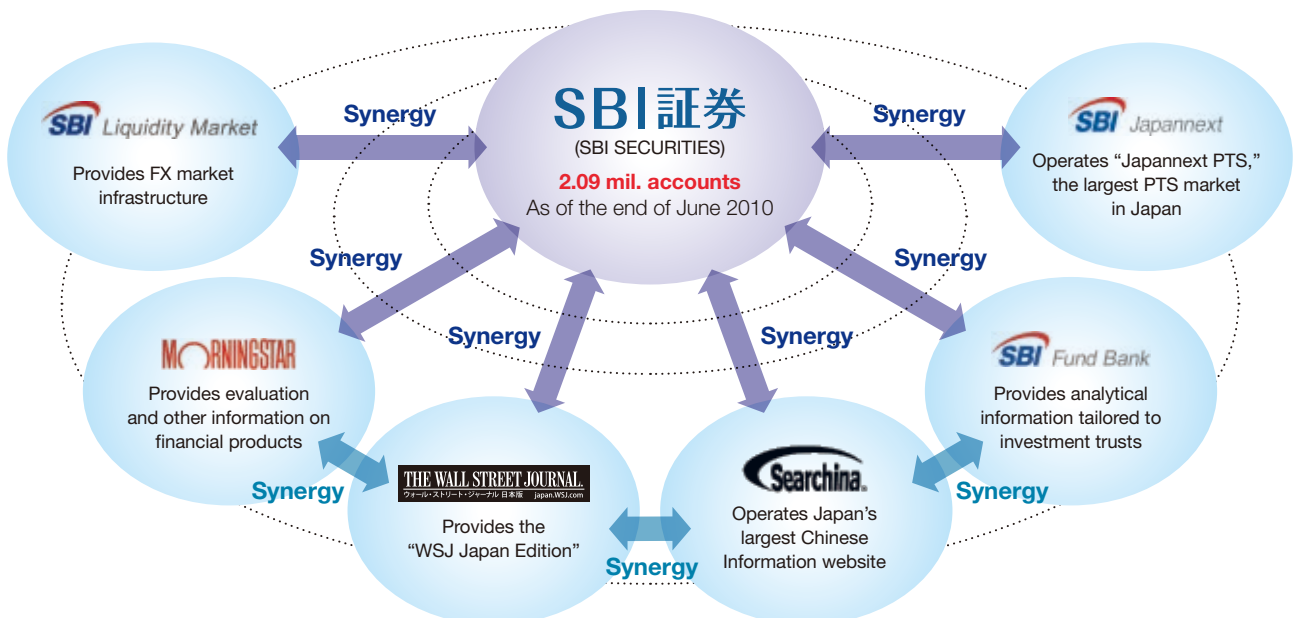 SBI証券
(SBI SECURITIES)
2.09 mil. accounts
As of the end of June 2010
Synergy
Synergy
SBI Liquidity Market
Provides FX market
infrastructure
SBI Japannext
Operates “Japannext PTS,”
the largest PTS market
in Japan
Synergy
Synergy
Synergy
Synergy
MORNINGSTAR
Provides evaluation
and other information on
financial products
SBI Fund Bank
Provides analytical
information tailored to
investment trusts
Synergy
THE WALL STREET JOURNAL.
ウォール・ストリート・ジャーナル 日本版 japan.WSJ.com
Provides the
“WSJ Japan Edition”
Synergy
Searchina.
Operates Japan’s
largest Chinese
Information website
Synergy